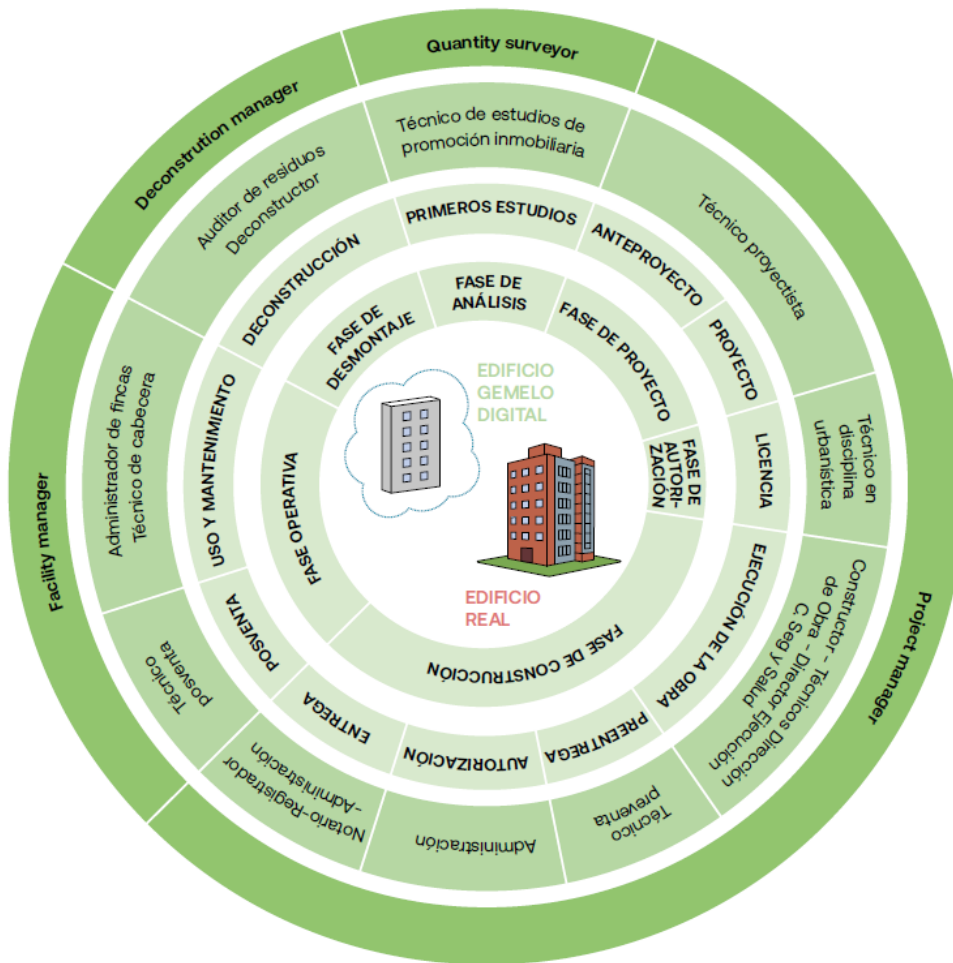 Quantity surveyor
Project manager
Facility manager
Deconstrution manager
Técnico de estudios de
promoción inmobiliaria
Técnico proyectista
Técnico en
disciplina
urbanística
Constructor - Técnicos Dirección
de Obra - Director Ejecución
C. Seg y Salud
Técnico
preventa
Administración
Notario-Registrador
-Administración
Técnico
posventa
Administrador de fincas
Técnico de cabecera
Auditor de residuos
Deconstructor
PRIMEROS ESTUDIOS
ANTEPROYECTO
PROYECTO
LICENCIA
EJECUCIÓN DE LA OBRA
PREENTREGA
AUTORIZACIÓN
ENTREGA
POSVENTA
USO Y MANTENIMIENTO
DECONSTRUCCIÓN
FASE DE
ANÁLISIS
FASE DE PROYECTO
FASE DE
AUTORI-
ZACIÓN
FASE DE CONSTRUCCIÓN
FASE OPERATIVA
FASE DE
DESMONTAJE
EDIFICIO
GEMELO
DIGITAL
EDIFICIO
REAL